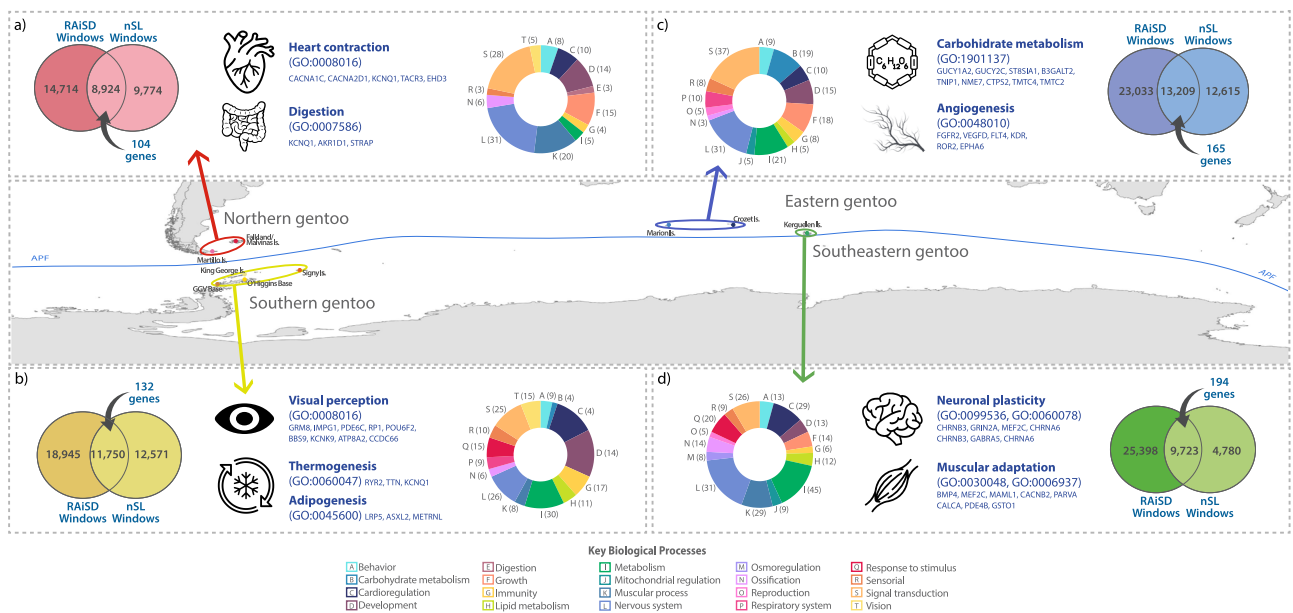 a)
RAiSD
Windows
nSL
Windows
14,714
8,924
9,774
104
genes
Heart contraction
(GO:0008016)
CACNA1C, CACNA2D1, KCNQ1, TACR3, EHD3
Digestion
(GO:0007586)
KCNQ1, AKR1D1, STRAP
T (5)
A (8)
C (10)
D (14)
E (3)
F (15)
G (4)
I (5)
K (20)
L (31)
N (6)
R (3)
S (28)
c)
A (9)
B (19)
C (10)
D (15)
F (18)
G (8)
H (5)
I (21)
J (5)
L (31)
N (3)
O (5)
P (10)
R (8)
S (37)
Carbohidrate metabolism
(GO:1901137)
GUCY1A2, GUCY2C, ST8SIA1, B3GALT2,
TNIP1, NME7, CTPS2, TMTC4, TMTC2
C6H12O6
Angiogenesis
(GO:0048010)
FGFR2, VEGFD, FLT4, KDR,
ROR2, EPHA6
RAiSD
Windows
nSL
Windows
23,033
13,209
12,615
165
genes
Northern gentoo
Falkland/
Malvinas Is.
Martillo Is.
APF
King George Is.
Signy Is.
GGV Base
O'Higgins Base
Southern gentoo
Eastern gentoo
Marion Is.
Crozet Is.
Kerguelen Is.
Southeastern gentoo
APF
b)
132
genes
18,945
11,750
12,571
RAiSD
Windows
nSL
Windows
Visual perception
(GO:0008016)
GRM8, IMPG1, PDE6C, RP1, POU6F2,
BBS9, KCNK9, ATP8A2, CCDC66
Thermogenesis
(GO:0060047) RYR2, TTN, KCNQ1
Adipogenesis
(GO:0045600) LRP5, ASXL2, METRNL
T (15)
A (9)
B (4)
C (4)
D (14)
G (17)
H (11)
I (30)
K (8)
L (26)
N (6)
P (9)
Q (15)
R (10)
S (25)
d)
A (13)
C (29)
D (13)
F (14)
G (6)
H (12)
I (45)
J (9)
K (29)
L (31)
M (8)
N (14)
O (5)
Q (20)
R (9)
S (26)
Neuronal plasticity
(GO:0099536, GO:0060078)
CHRNB3, GRIN2A, MEF2C, CHRNA6
CHRNB3, GABRA5, CHRNA6
Muscular adaptation
(GO:0030048, GO:0006937)
BMP4, MEF2C, MAML1, CACNB2, PARVA
CALCA, PDE4B, GSTO1
194
genes
25,398
9,723
4,780
RAiSD
Windows
nSL
Windows
Key Biological Processes
A Behavior
B Carbohydrate metabolism
C Cardioregulation
D Development
E Digestion
F Growth
G Immunity
H Lipid metabolism
I Metabolism
J Mitochondrial regulation
K Muscular process
L Nervous system
M Osmoregulation
N Ossification
O Reproduction
P Respiratory system
Q Response to stimulus
R Sensorial
S Signal transduction
T Vision